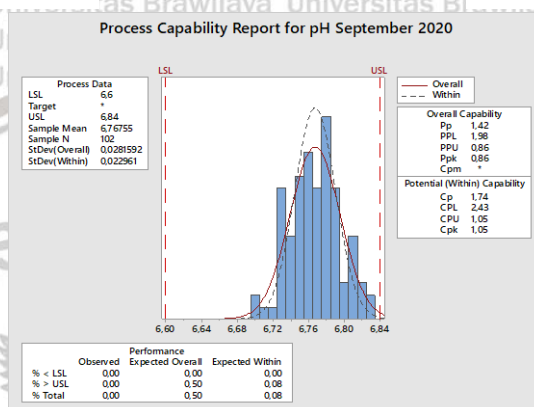 Universitas Brawijaya Universitas Braw
Process Capability Report for pH September 2020
LSL
USL
Process Data
LSL 6,6
Target *
USL 6,84
Sample Mean 6,76755
Sample N 102
StDev(Overall) 0,0281592
StDev(Within) 0,022961
Overall
Within
Overall Capability
Pp 1,42
PPL 1,98
PPU 0,86
Ppk 0,86
Cpm *
Potential (Within) Capability
Cp 1,74
CPL 2,43
CPU 1,05
Cpk 1,05
6,60 6,64 6,68 6,72 6,76 6,80 6,84
Performance
Observed Expected Overall Expected Within
% < LSL 0,00 0,00 0,00
% > USL 0,00 0,50 0,08
% Total 0,00 0,50 0,08